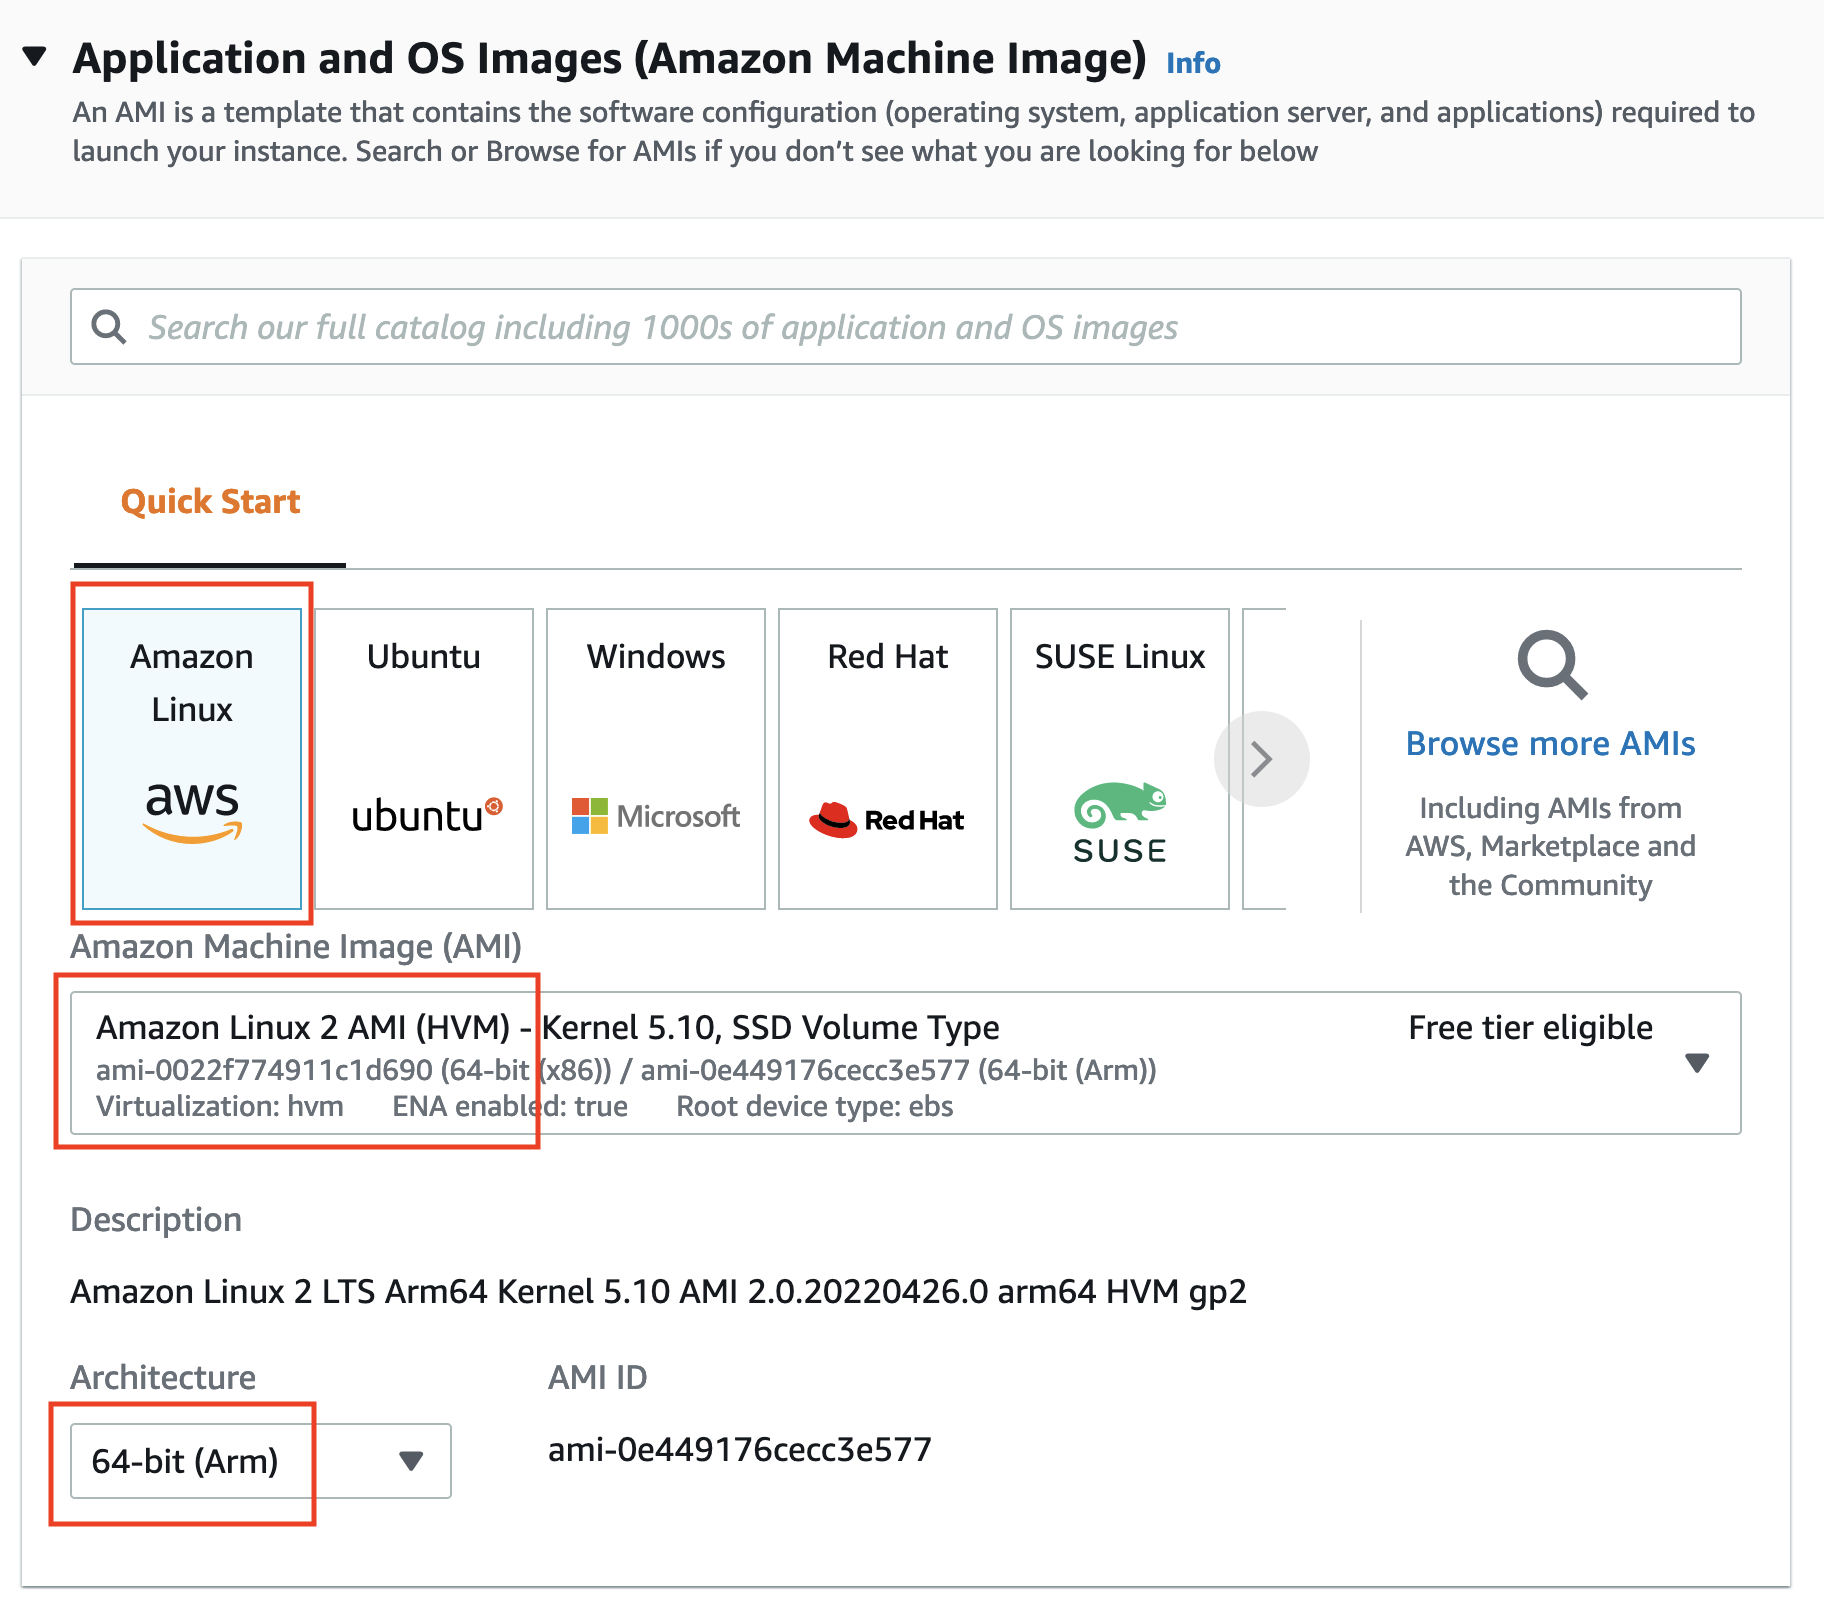 Application and OS Images (Amazon Machine Image) Info
An AMI is a template that contains the software configuration (operating system, application server, and applications) required to
launch your instance. Search or Browse for AMIs if you don't see what you are looking for below
Search our full catalog including 1000s of application and OS images
Quick Start
Amazon
Linux
aws
Ubuntu
ubuntu
Windows
Microsoft
Red Hat
Red Hat
SUSE Linux
SUSE
Browse more AMIs
Including AMIs from
AWS, Marketplace and
the Community
Amazon Machine Image (AMI)
Amazon Linux 2 AMI (HVM) - Kernel 5.10, SSD Volume Type
Free tier eligible
ami-0022f774911c1d690 (64-bit (x86)) / ami-0e449176cecc3e577 (64-bit (Arm))
Virtualization: hvm ENA enabled: true Root device type: ebs
Description
Amazon Linux 2 LTS Arm64 Kernel 5.10 AMI 2.0.20220426.0 arm64 HVM gp2
Architecture
64-bit (Arm)
AMI ID
ami-0e449176cecc3e577